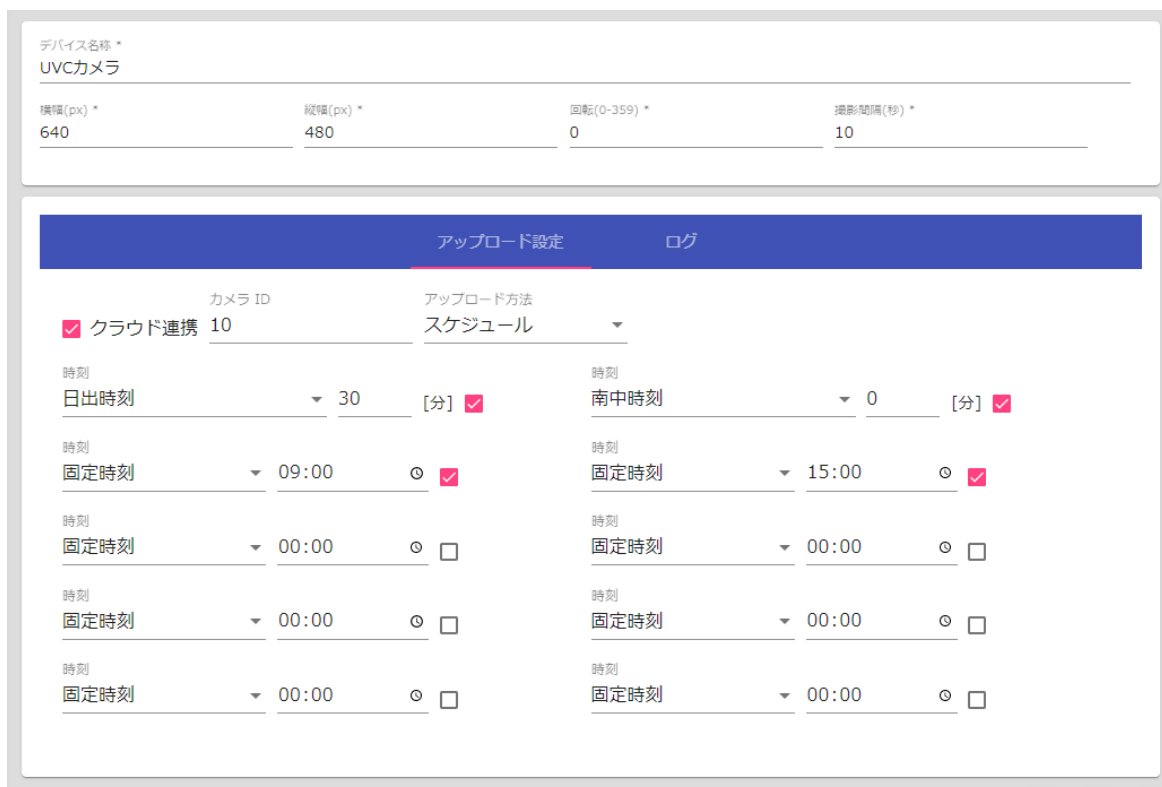 デバイス名称 *
UVCカメラ
横幅(px) * 縦幅(px) * 回転(0-359) * 撮影間隔(秒) *
640 480 0 10
アップロード設定 ログ
カメラ ID アップロード方法
クラウド連携 10 スケジュール
時刻 時刻
日出時刻 30 [分] 南中時刻 0 [分]
時刻 時刻
固定時刻 09:00 固定時刻 15:00
時刻 時刻
固定時刻 00:00 固定時刻 00:00
時刻 時刻
固定時刻 00:00 固定時刻 00:00
時刻 時刻
固定時刻 00:00 固定時刻 00:00